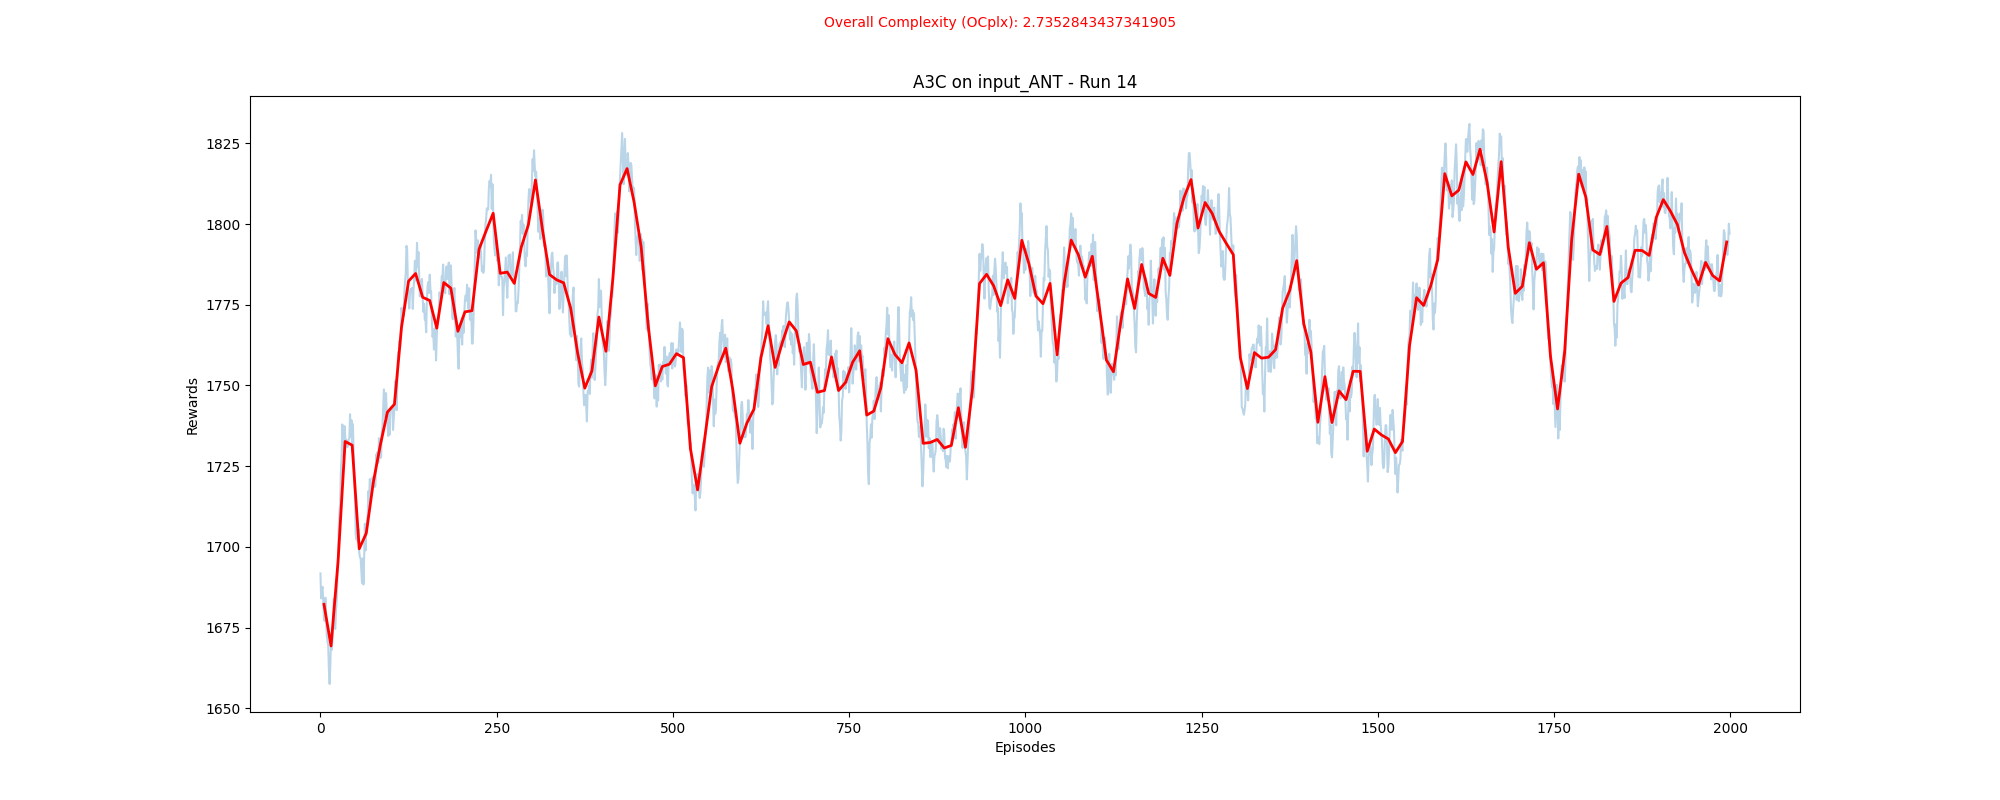 Overall Complexity (OCplx): 2.7352843437341905
A3C on input_ANT - Run 14
Rewards
1825
1800
1775
1750
1725
1700
1675
1650
0 250 500 750 1000 1250 1500 1750 2000
Episodes